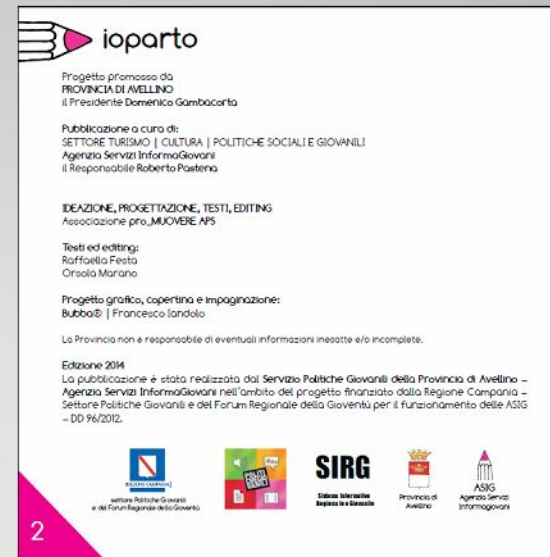 ioparto
Progetto promosso da
PROVINCIA DI AVELLINO
il Presidente Domenico Gambacorta
Pubblicazione a cura di:
SETTORE TURISMO | CULTURA | POLITICHE SOCIALI E GIOVANILI
Agenzia Servizi InformaGiovani
il Responsabile Roberto Pastena
IDEAZIONE, PROGETTAZIONE, TESTI, EDITING
Associazione pro_MUOVERE APS
Testi ed editing:
Raffaella Festa
Orsola Marano
Progetto grafico, copertina e impaginazione:
Bubba® | Francesco Iandolo
La Provincia non è responsabile di eventuali informazioni inesatte e/o incomplete.
Edizione 2014
La pubblicazione è stata realizzata dal Servizio Politiche Giovanili della Provincia di Avellino –
Agenzia Servizi InformaGiovani nell'ambito del progetto finanziato dalla Regione Campania –
Settore Politiche Giovanili e del Forum Regionale della Gioventù per il funzionamento delle ASIG
– DD 96/2012.
REGIONE CAMPANIA
settore Politiche Giovanili
e del Forum Regionale della Gioventù
SIRG
Sistema Informativo
Regionale e Giovanile
Provincia di
Avellino
ASIG
Agenzia Servizi
Informagiovani
2